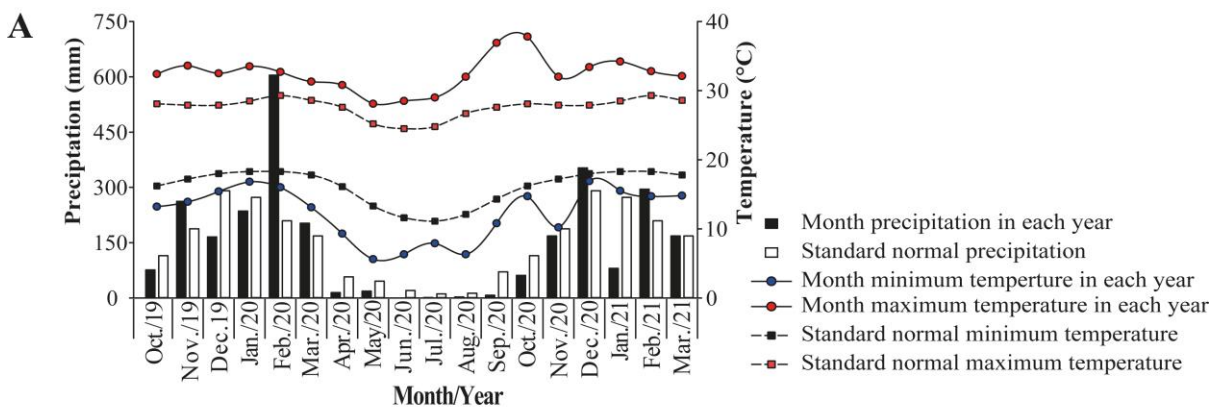 A
750
600
450
300
150
0
Preciptation (mm)
40
30
20
10
0
Temperature (°C)
Oct./19
Nov./19
Dec.19
Jan./20
Feb./20
Mar./20
Apr./20
May/20
Jun./20
Jul./20
Aug./20
Sep./20
Oct./20
Nov./20
Dec./20
Jan./21
Feb./21
Mar./21
Month/Year
Month precipitation in each year
Standard normal precipitation
Month minimum temperture in each year
Month maximum temperature in each year
Standard normal minimum temperature
Standard normal maximum temperature